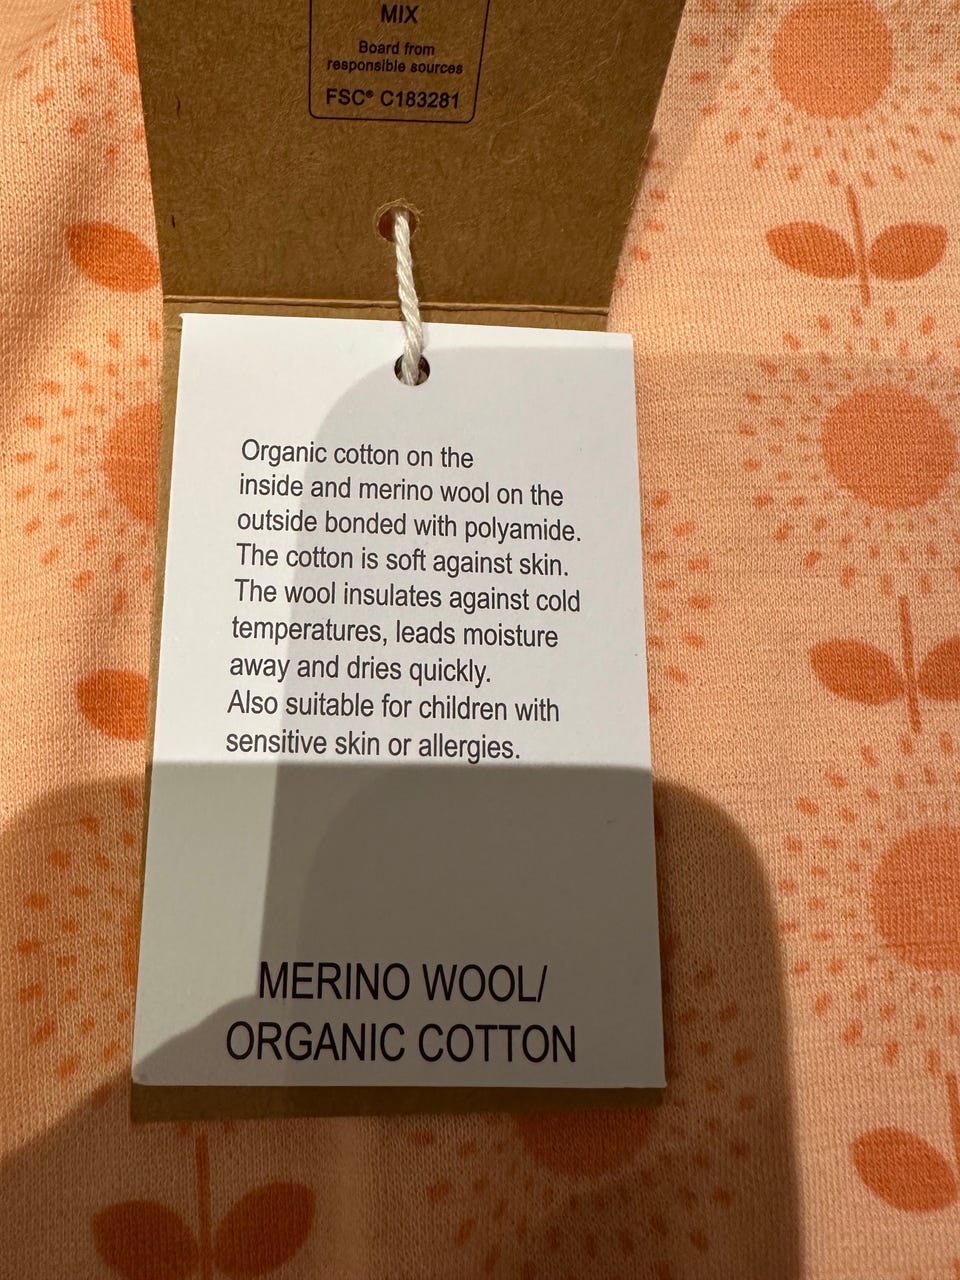 MIX
Board from
responsible sources
FSC® C183281
Organic cotton on the
inside and merino wool on the
outside bonded with polyamide.
The cotton is soft against skin.
The wool insulates against cold
temperatures, leads moisture
away and dries quickly.
Also suitable for children with
sensitive skin or allergies.
MERINO WOOL/
ORGANIC COTTON